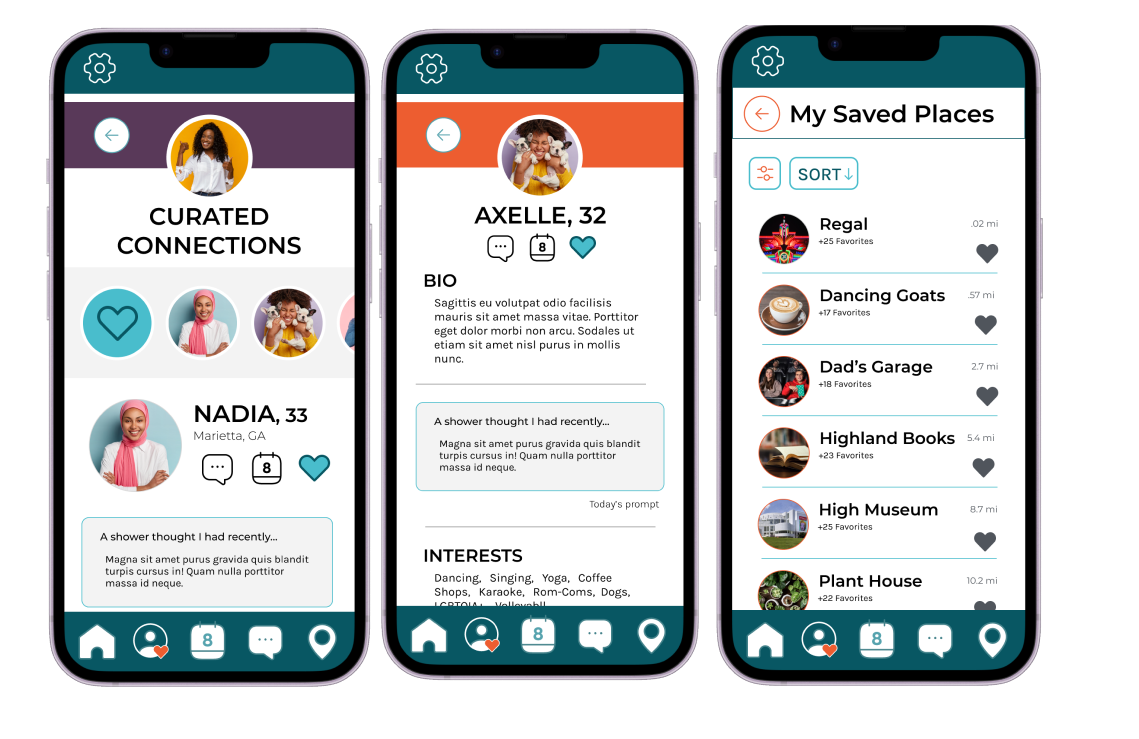 CURATED
CONNECTIONS
NADIA, 33
Marietta, GA
8
A shower thought I had recently...
Magna sit amet purus gravida quis blandit
turpis cursus in! Quam nulla porttitor
massa id neque.
8
AXELLE, 32
8
BIO
Sagittis eu volutpat odio facilisis
mauris sit amet massa vitae. Porttitor
eget dolor morbi non arcu. Sodales ut
etiam sit amet nisl purus in mollis
nunc.
A shower thought I had recently...
Magna sit amet purus gravida quis blandit
turpis cursus in! Quam nulla porttitor
massa id neque.
Today's prompt
INTERESTS
Dancing, Singing, Yoga, Coffee
Shops, Karaoke, Rom-Coms, Dogs,
LGBTQIA+, Volleyball
8
My Saved Places
SORT↓
Regal
.02 mi
+25 Favorites
Dancing Goats
.57 mi
+17 Favorites
Dad's Garage
2.7 mi
+18 Favorites
Highland Books
5.4 mi
+23 Favorites
High Museum
8.7 mi
+25 Favorites
Plant House
10.2 mi
+22 Favorites
8